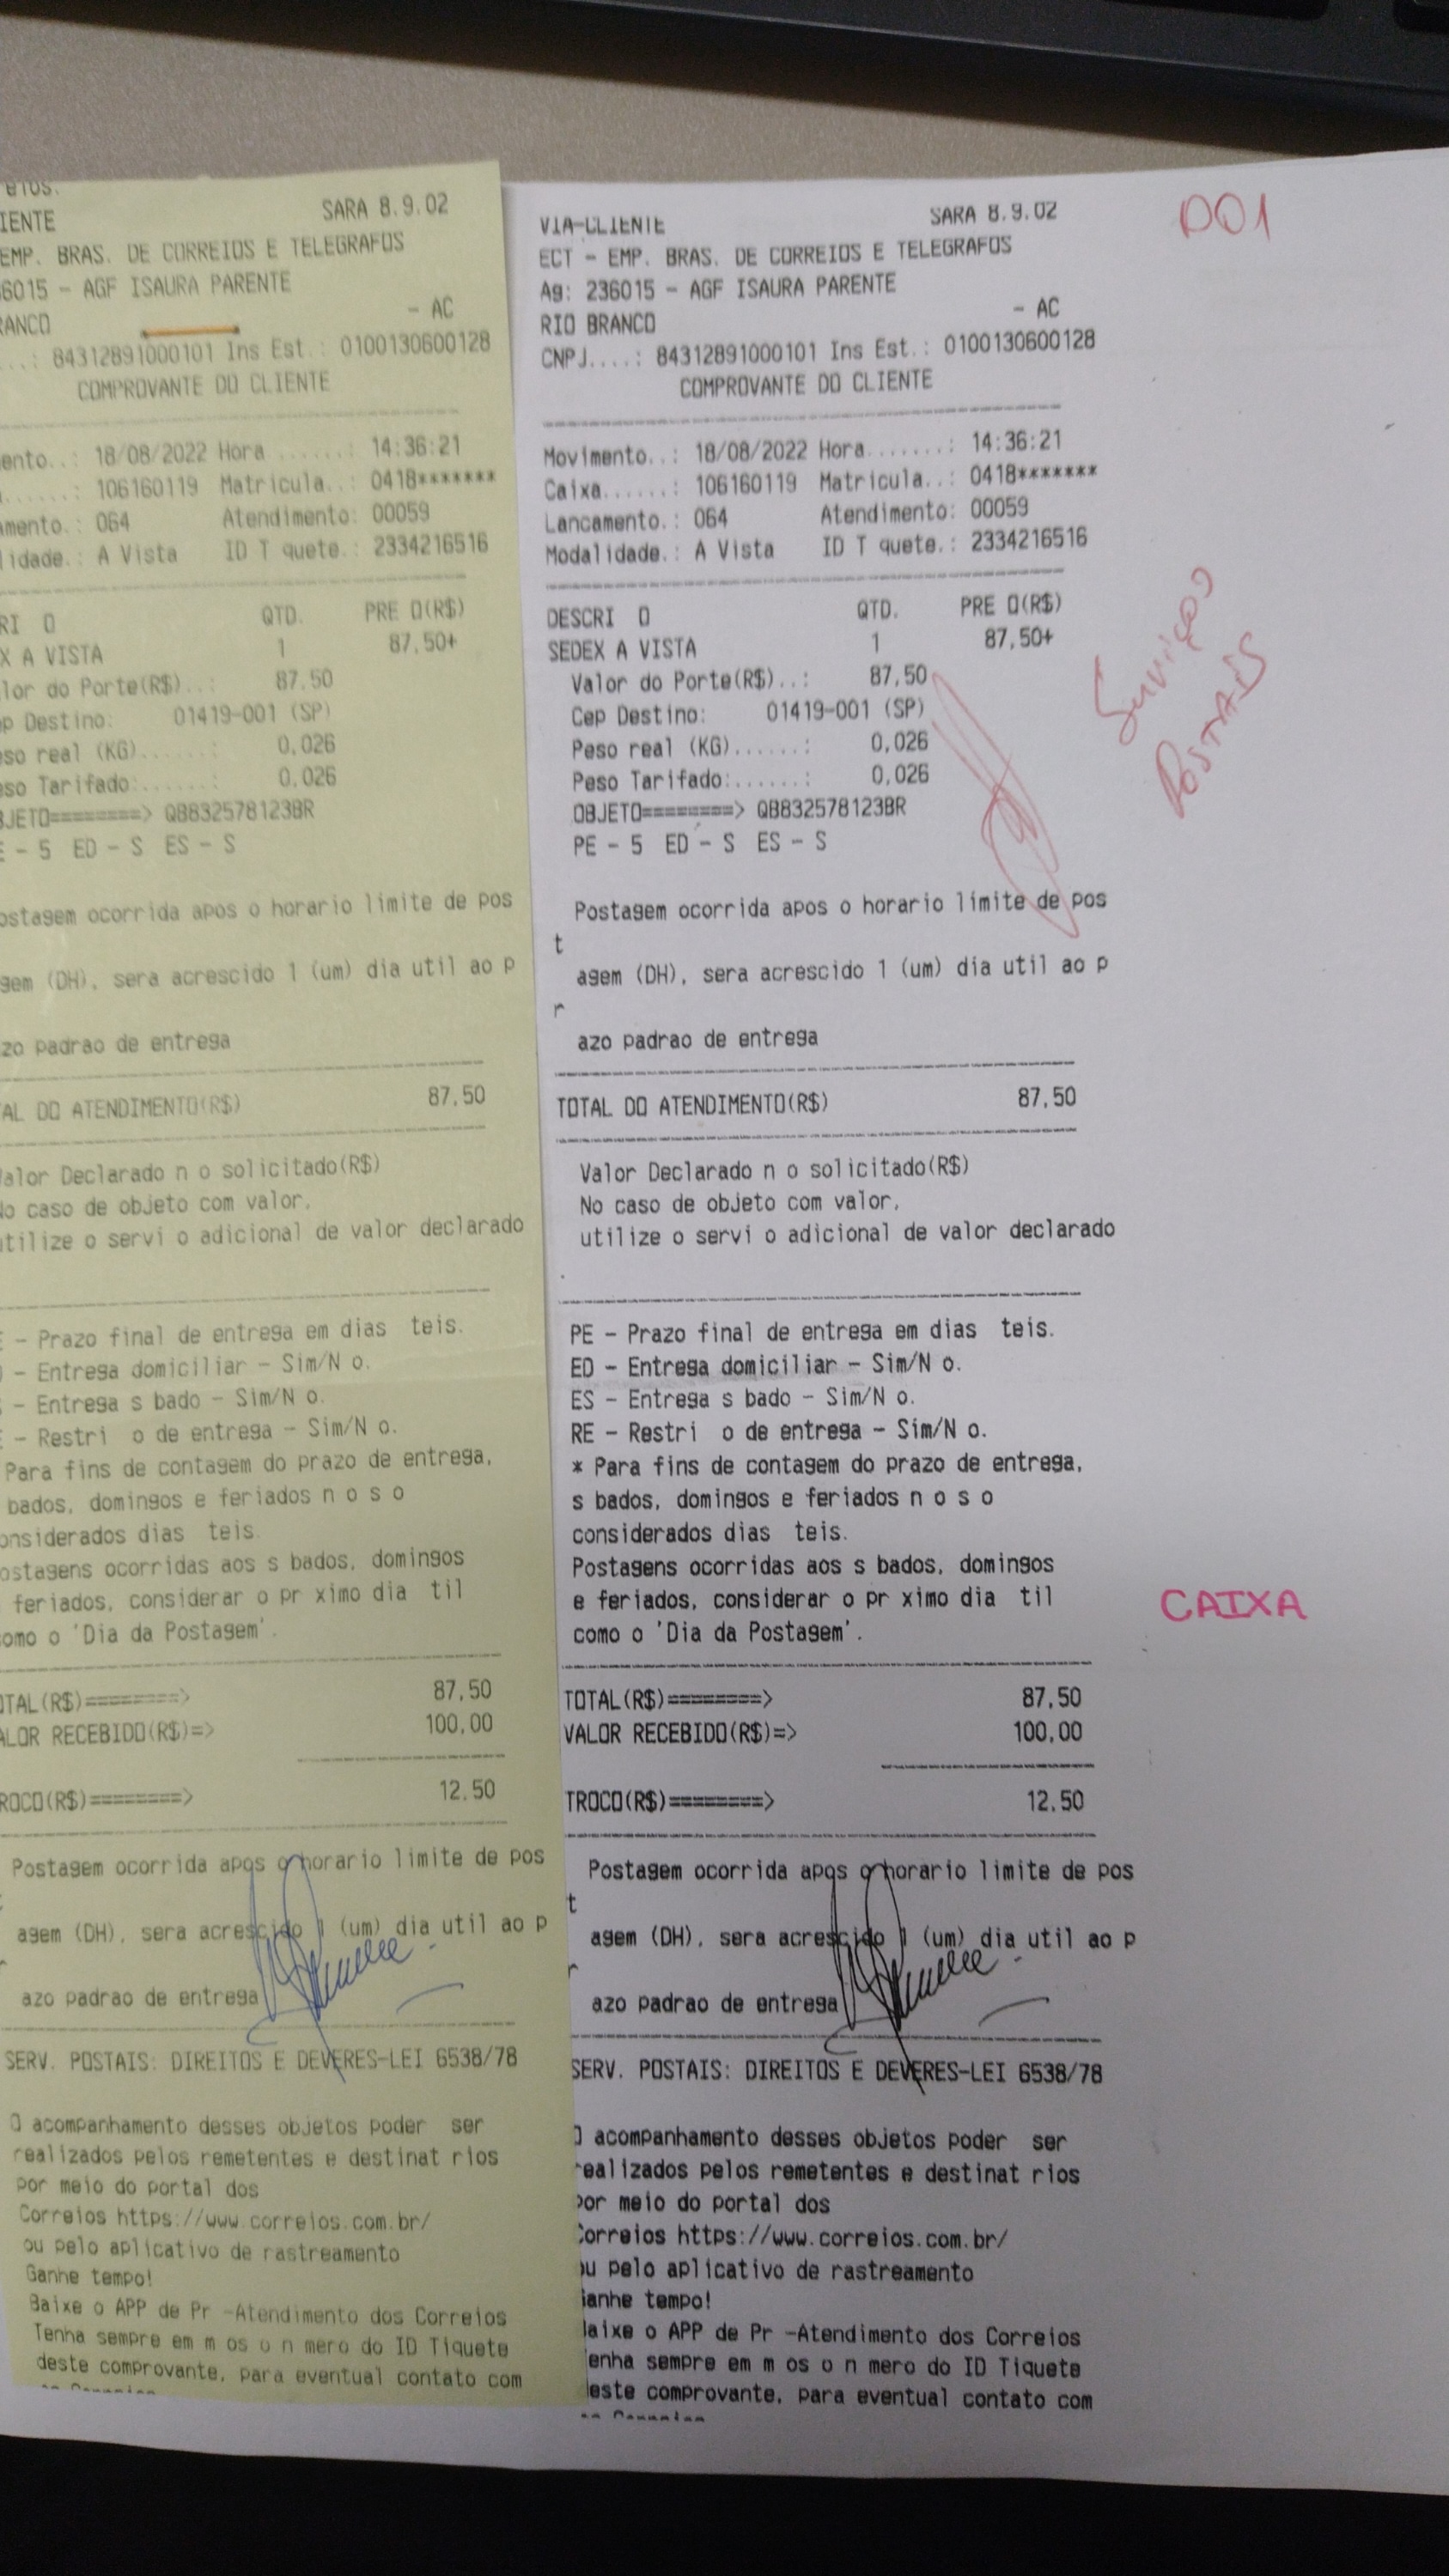 eios.
IENTE SARA 8.9.02
EMP. BRAS. DE CORREIOS E TELEGRAFOS
36015 - AGF ISAURA PARENTE
RANCO - AC
...: 84312891000101 Ins Est.: 0100130600128
COMPROVANTE DO CLIENTE
ento..: 18/08/2022 Hora ......: 14:36:21
......: 106160119 Matricula..: 0418*******
amento.: 064 Atendimento: 00059
lidade.: A Vista ID T quete.: 2334216516
RI O QTD. PRE O(R$)
X A VISTA 1 87,50+
lor do Porte(R$)..: 87,50
ep Destino: 01419-001 (SP)
eso real (KG)......: 0,026
eso Tarifado:......: 0,026
BJETO========> QB832578123BR
E - 5 ED - S ES - S
ostagem ocorrida apos o horario limite de pos
gem (DH), sera acrescido 1 (um) dia util ao p
zo padrao de entrega
AL DO ATENDIMENTO(R$) 87,50
Valor Declarado n o solicitado(R$)
No caso de objeto com valor,
utilize o servi o adicional de valor declarado
E - Prazo final de entrega em dias teis.
D - Entrega domiciliar - Sim/N o.
S - Entrega s bado - Sim/N o.
E - Restri o de entrega - Sim/N o.
Para fins de contagem do prazo de entrega,
bados, domingos e feriados n o s o
onsiderados dias teis.
ostagens ocorridas aos s bados, domingos
feriados, considerar o pr ximo dia til
omo o 'Dia da Postagem'.
OTAL(R$)========> 87,50
ALOR RECEBIDO(R$)=> 100,00
ROCO(R$)========> 12,50
Postagem ocorrida apos o horario limite de pos
agem (DH), sera acrescido 1 (um) dia util ao p
azo padrao de entrega
SERV. POSTAIS: DIREITOS E DEVERES-LEI 6538/78
O acompanhamento desses objetos poder ser
realizados pelos remetentes e destinat rios
por meio do portal dos
Correios https://www.correios.com.br/
ou pelo aplicativo de rastreamento
Ganhe tempo!
Baixe o APP de Pr -Atendimento dos Correios
Tenha sempre em m os o n mero do ID Tiquete
deste comprovante, para eventual contato com
VIA-CLIENTE SARA 8.9.02
ECT - EMP. BRAS. DE CORREIOS E TELEGRAFOS
Ag: 236015 - AGF ISAURA PARENTE
RIO BRANCO - AC
CNPJ....: 84312891000101 Ins Est.: 0100130600128
COMPROVANTE DO CLIENTE
Movimento..: 18/08/2022 Hora.......: 14:36:21
Caixa......: 106160119 Matricula..: 0418*******
Lancamento.: 064 Atendimento: 00059
Modalidade.: A Vista ID T quete.: 2334216516
DESCRI O QTD. PRE O(R$)
SEDEX A VISTA 1 87,50+
Valor do Porte(R$)..: 87,50
Cep Destino: 01419-001 (SP)
Peso real (KG)......: 0,026
Peso Tarifado:......: 0,026
OBJETO========> QB832578123BR
PE - 5 ED - S ES - S
Postagem ocorrida apos o horario limite de pos
t
agem (DH), sera acrescido 1 (um) dia util ao p
r
azo padrao de entrega
TOTAL DO ATENDIMENTO(R$) 87,50
Valor Declarado n o solicitado(R$)
No caso de objeto com valor,
utilize o servi o adicional de valor declarado
.
PE - Prazo final de entrega em dias teis.
ED - Entrega domiciliar - Sim/N o.
ES - Entrega s bado - Sim/N o.
RE - Restri o de entrega - Sim/N o.
* Para fins de contagem do prazo de entrega,
s bados, domingos e feriados n o s o
considerados dias teis.
Postagens ocorridas aos s bados, domingos
e feriados, considerar o pr ximo dia til
como o 'Dia da Postagem'.
TOTAL(R$)========> 87,50
VALOR RECEBIDO(R$)=> 100,00
TROCO(R$)========> 12,50
Postagem ocorrida apos o horario limite de pos
t
agem (DH), sera acrescido 1 (um) dia util ao p
r
azo padrao de entrega
SERV. POSTAIS: DIREITOS E DEVERES-LEI 6538/78
O acompanhamento desses objetos poder ser
realizados pelos remetentes e destinat rios
por meio do portal dos
Correios https://www.correios.com.br/
ou pelo aplicativo de rastreamento
Ganhe tempo!
Baixe o APP de Pr -Atendimento dos Correios
Tenha sempre em m os o n mero do ID Tiquete
deste comprovante, para eventual contato com
D01
Serviços
POSTAIS
CAIXA